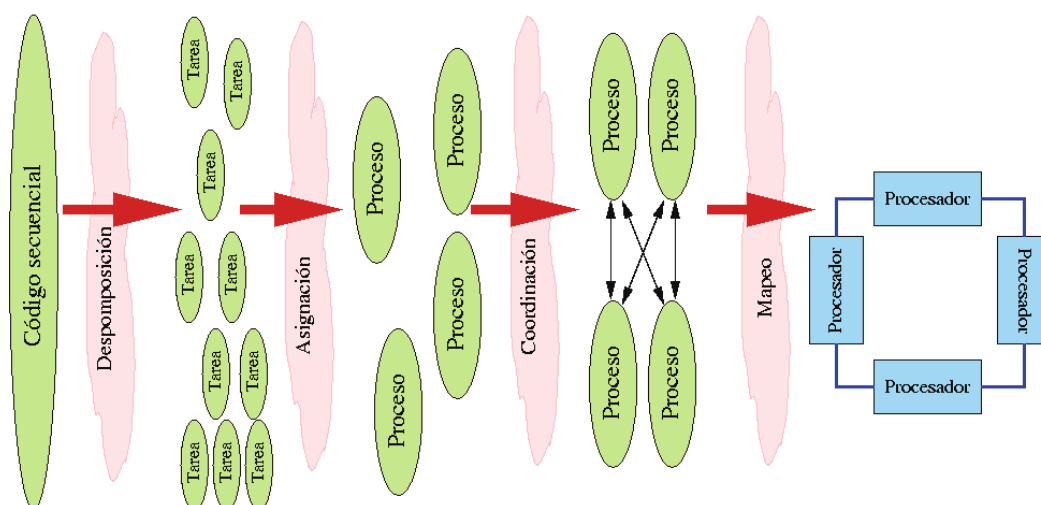 Código secuencial
Despomposición
Tarea
Tarea
Tarea
Tarea
Tarea
Tarea
Tarea
Tarea
Tarea
Tarea
Asignación
Proceso
Proceso
Proceso
Proceso
Coordinación
Proceso
Proceso
Proceso
Proceso
Mapeo
Procesador
Procesador
Procesador
Procesador